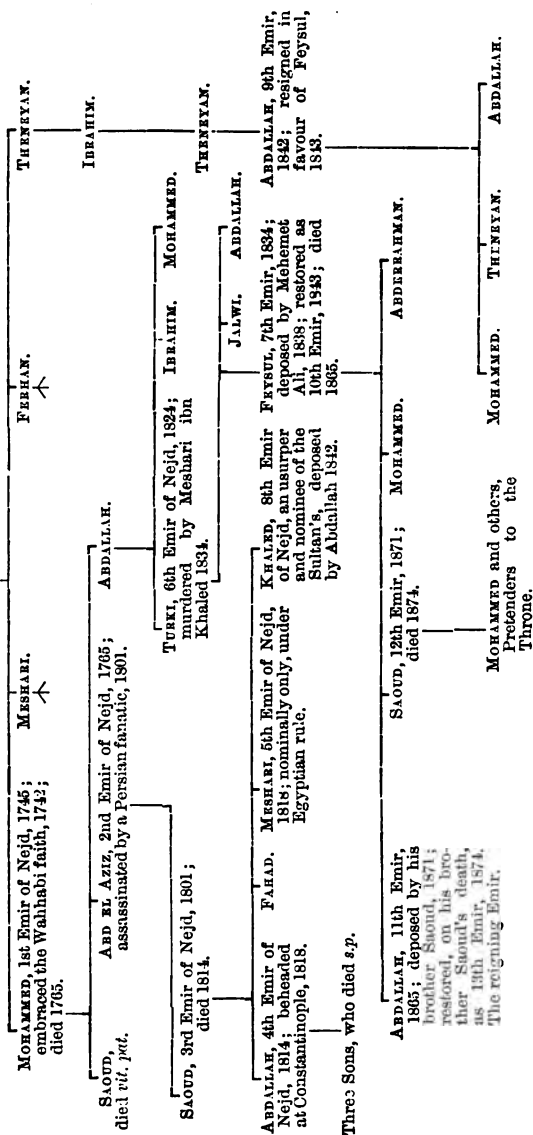 MOHAMMED, 1st Emir of Nejd, 1745;
embraced the Wahhabi faith, 1742;
died 1765.
MESHARI.
FERHAN.
THENEYAN.
SAOUD,
died vit. pat.
ABD EL AZIZ, 2nd Emir of Nejd, 1765;
assassinated by a Persian fanatic, 1801.
ABDALLAH.
IBRAHIM.
SAOUD, 3rd Emir of Nejd, 1801;
died 1814.
TURKI, 6th Emir of Nejd, 1824;
murdered by Meshari ibn
Khaled 1834.
IBRAHIM.
MOHAMMED.
THENEYAN.
JALWI.
ABDALLAH.
ABDALLAH, 4th Emir of
Nejd, 1814; beheaded
at Constantinople, 1818.
FAHAD.
MESHARI, 5th Emir of Nejd,
1818; nominally only, under
Egyptian rule.
KHALED, 8th Emir
of Nejd, an usurper
and nominee of the
Sultan's, deposed
by Abdallah 1842.
FEYSUL, 7th Emir, 1834;
deposed by Mehemet
Ali, 1838; restored as
10th Emir, 1843; died
1865.
ABDALLAH, 9th Emir,
1842; resigned in
favour of Feysul,
1843.
Three Sons, who died s.p.
ABDALLAH, 11th Emir,
1865; deposed by his
brother Saoud, 1871;
restored, on his bro-
ther Saoud's death,
as 13th Emir, 1874.
The reigning Emir.
SAOUD, 12th Emir, 1871;
died 1874.
MOHAMMED.
ABDERRAHMAN.
MOHAMMED.
THENEYAN.
ABDALLAH.
MOHAMMED and others,
Pretenders to the
Throne.